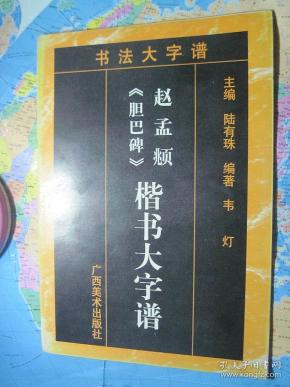 书法大字谱
主编 陆有珠 编著 韦 灯
赵孟頫
《胆巴碑》
楷书大字谱
广西美术出版社